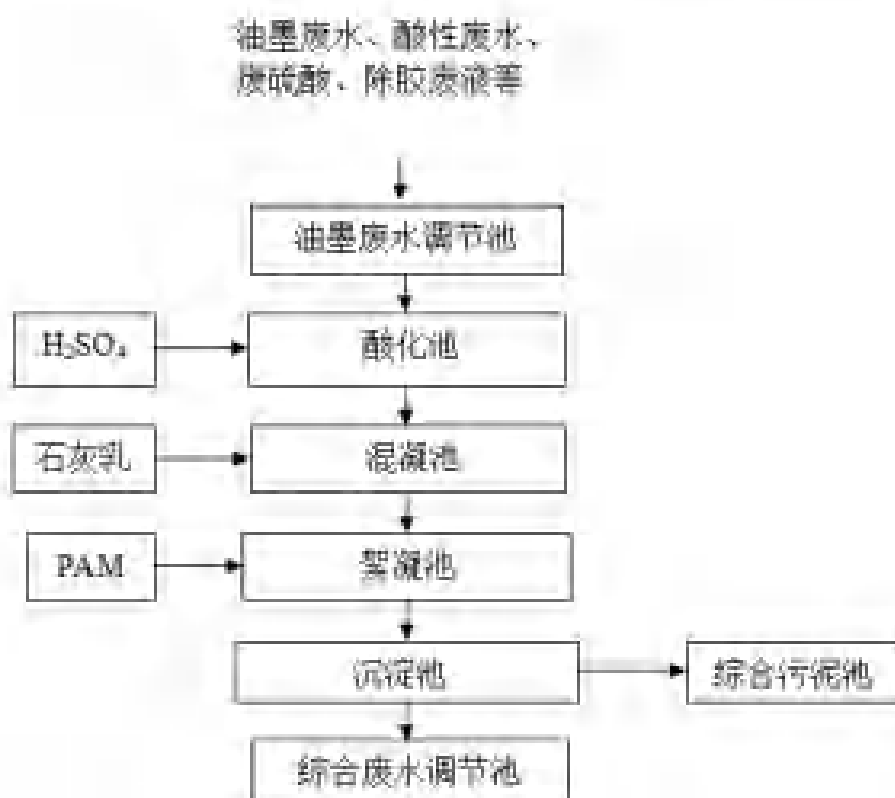 油墨废水、酸性废水、
废硫酸、除胶废液等
油墨废水调节池
H₂SO₄
酸化池
石灰乳
混凝池
PAM
絮凝池
沉淀池
综合污泥池
综合废水调节池